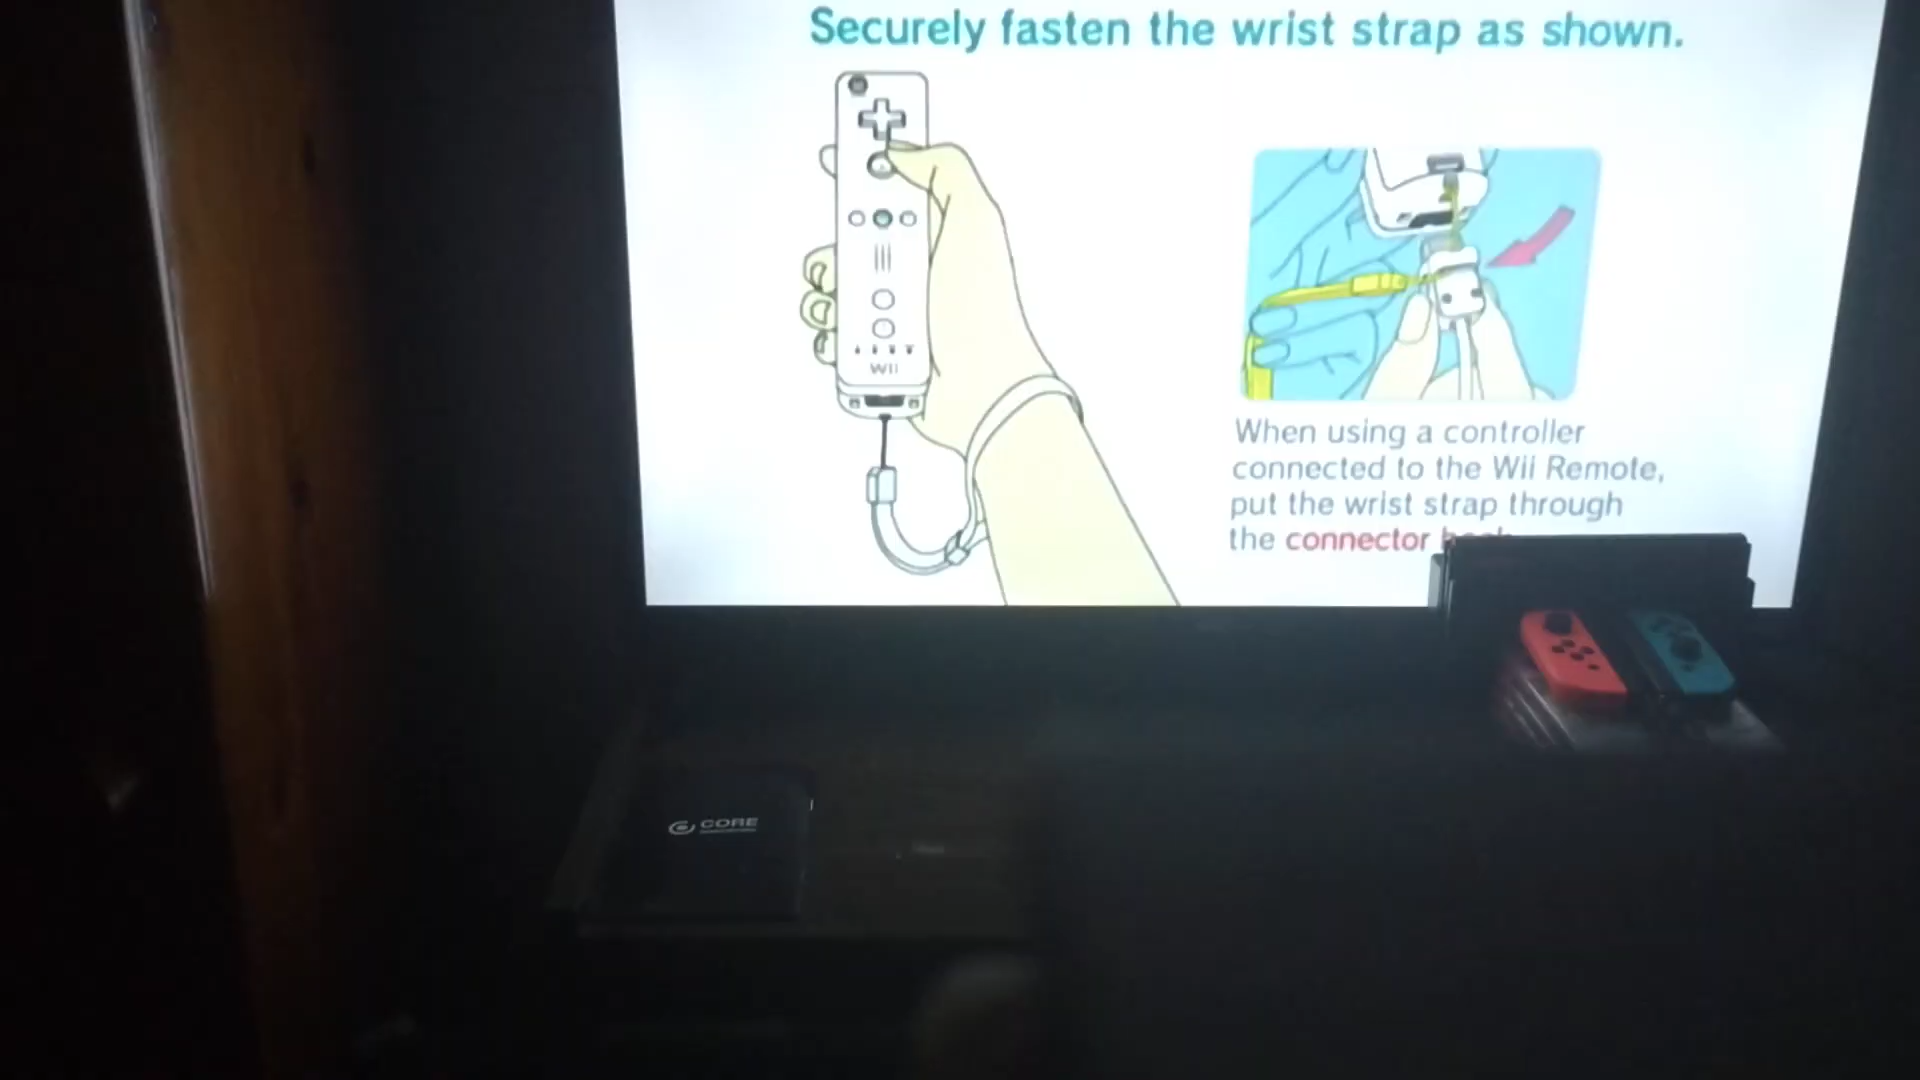 Securely fasten the wrist strap as shown.
Wii
When using a controller
connected to the Wii Remote,
put the wrist strap through
the connector
CORE